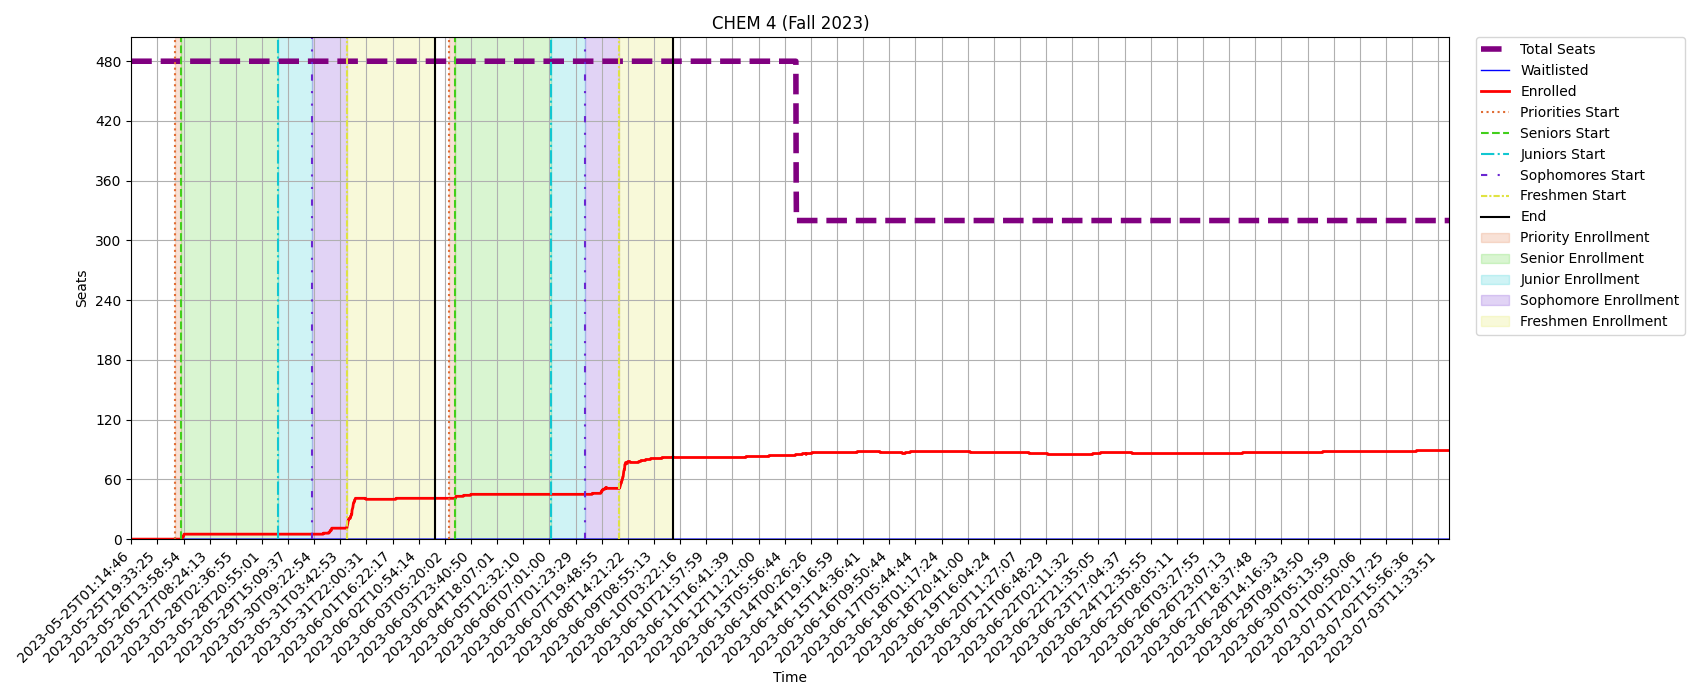 CHEM 4 (Fall 2023)
Seats
480
420
360
300
240
180
120
60
0
2023-05-25T01:14:46
2023-05-25T19:33:25
2023-05-26T13:58:54
2023-05-27T08:24:13
2023-05-28T02:36:55
2023-05-28T20:55:01
2023-05-29T15:09:37
2023-05-30T09:22:54
2023-05-31T03:42:53
2023-05-31T22:00:31
2023-06-01T16:22:17
2023-06-02T10:54:14
2023-06-03T05:20:02
2023-06-03T23:40:50
2023-06-04T18:07:01
2023-06-05T12:32:10
2023-06-06T07:01:00
2023-06-07T01:23:29
2023-06-07T19:48:55
2023-06-08T14:21:22
2023-06-09T08:55:13
2023-06-10T03:22:16
2023-06-10T21:57:59
2023-06-11T16:41:39
2023-06-12T11:21:00
2023-06-13T05:56:44
2023-06-14T00:26:26
2023-06-14T19:16:59
2023-06-15T14:36:41
2023-06-16T09:50:44
2023-06-17T05:44:44
2023-06-18T01:17:24
2023-06-18T20:41:00
2023-06-19T16:04:24
2023-06-20T11:27:07
2023-06-21T06:48:29
2023-06-22T02:11:32
2023-06-22T21:35:05
2023-06-23T17:04:37
2023-06-24T12:35:55
2023-06-25T08:05:11
2023-06-26T03:27:55
2023-06-26T23:07:13
2023-06-27T18:37:48
2023-06-28T14:16:33
2023-06-29T09:43:50
2023-06-30T05:13:59
2023-07-01T00:50:06
2023-07-01T20:17:25
2023-07-02T15:56:36
2023-07-03T11:33:51
Time
Total Seats
Waitlisted
Enrolled
Priorities Start
Seniors Start
Juniors Start
Sophomores Start
Freshmen Start
End
Priority Enrollment
Senior Enrollment
Junior Enrollment
Sophomore Enrollment
Freshmen Enrollment